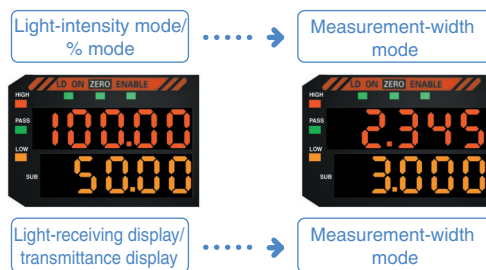 Light-intensity mode/
% mode
Measurement-width
mode
LD ON ZERO ENABLE
HIGH
PASS
100.00
LOW
SUB
50.00
LD ON ZERO ENABLE
HIGH
PASS
2.345
LOW
SUB
3.000
Light-receiving display/
transmittance display
Measurement-width
mode